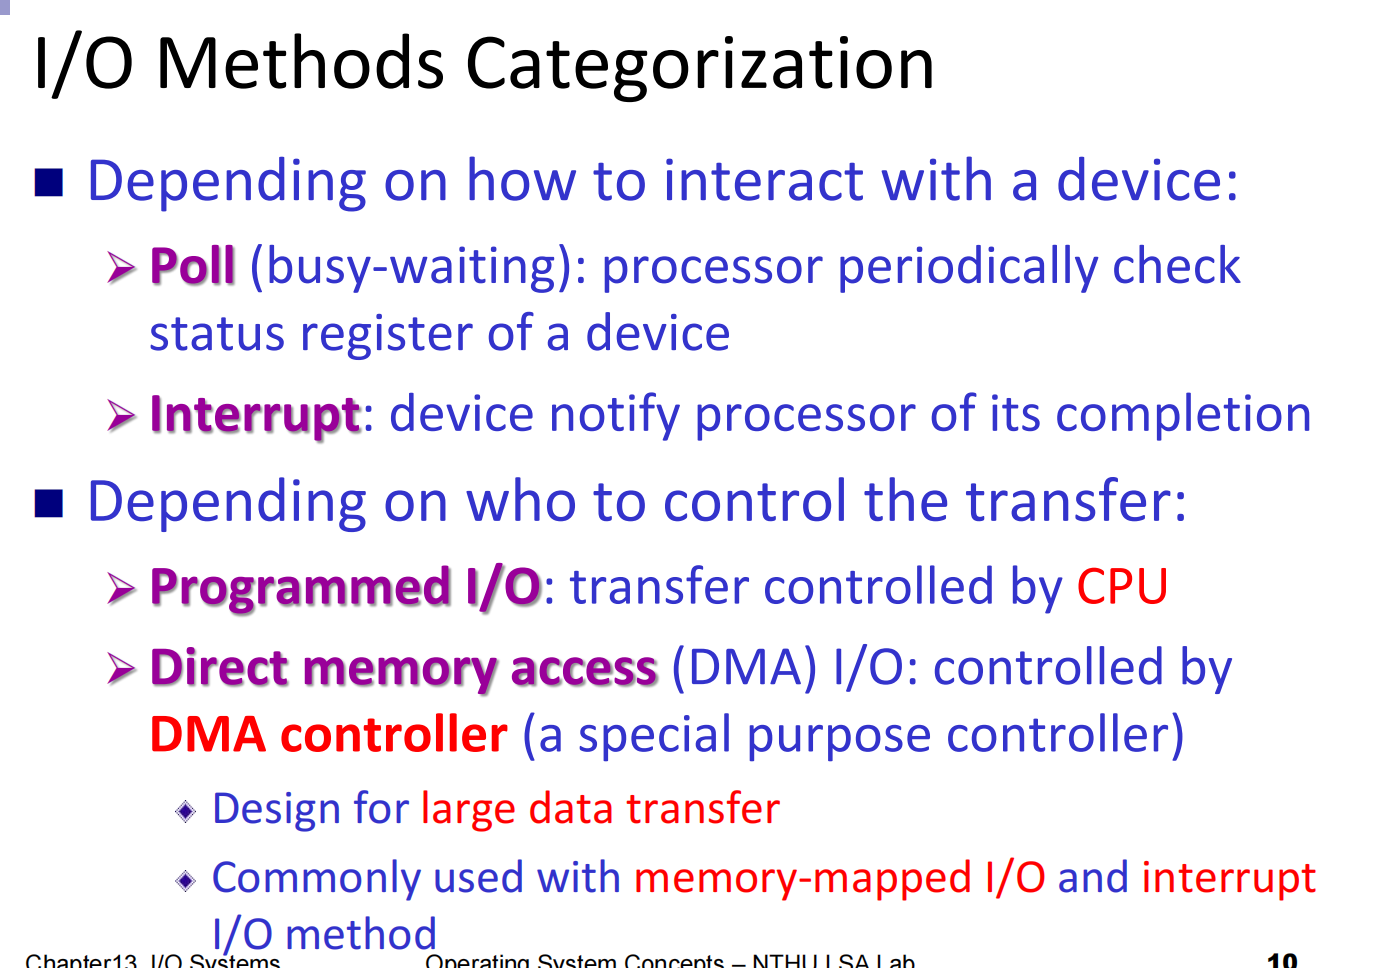 I/O Methods Categorization
Depending on how to interact with a device:
Poll (busy-waiting): processor periodically check
status register of a device
Interrupt: device notify processor of its completion
Depending on who to control the transfer:
Programmed I/O: transfer controlled by CPU
Direct memory access (DMA) I/O: controlled by
DMA controller (a special purpose controller)
Design for large data transfer
Commonly used with memory-mapped I/O and interrupt
I/O method
Chapter13 I/O Systems
Operating System Concepts – NTHU LSA Lab
10